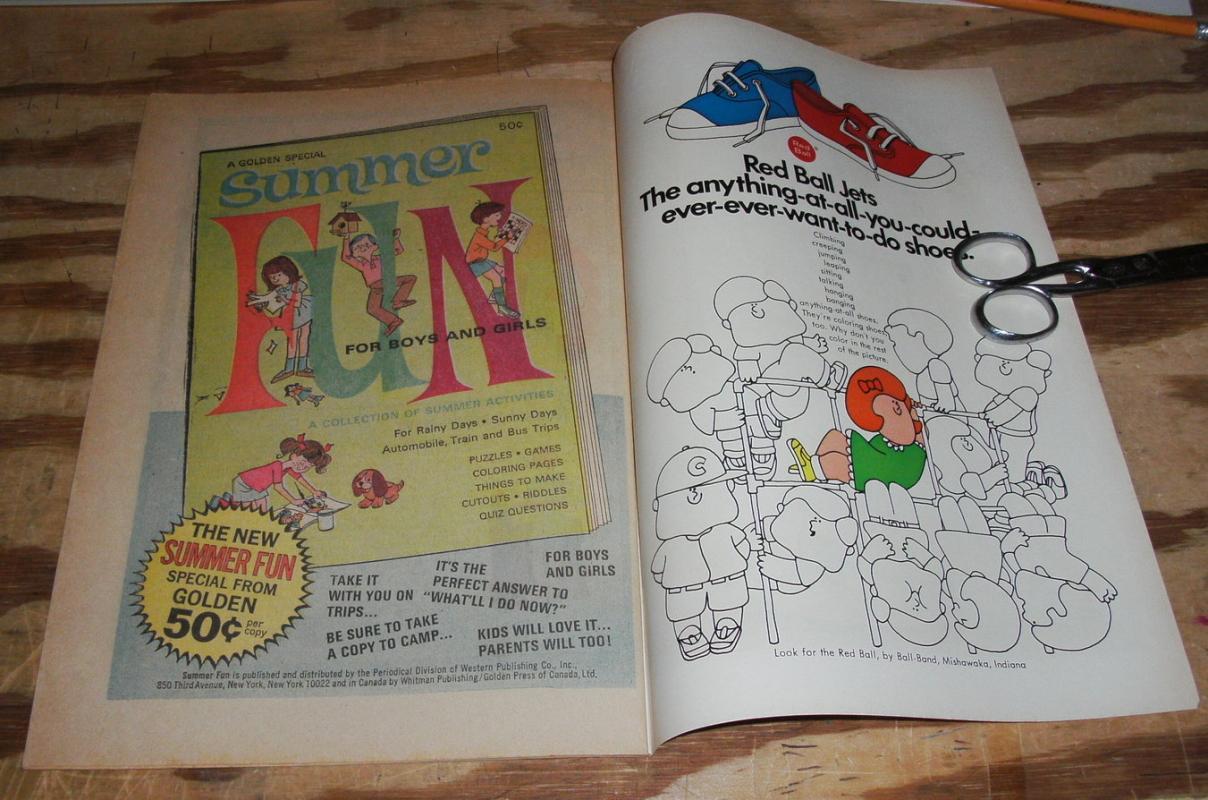 50¢
A GOLDEN SPECIAL
Summer
FUN
FOR BOYS AND GIRLS
A COLLECTION OF SUMMER ACTIVITIES
For Rainy Days • Sunny Days
Automobile, Train and Bus Trips
PUZZLES • GAMES
COLORING PAGES
THINGS TO MAKE
CUTOUTS • RIDDLES
QUIZ QUESTIONS
THE NEW
SUMMER FUN
SPECIAL FROM
GOLDEN
50¢ per
copy
TAKE IT
WITH YOU ON
TRIPS...
BE SURE TO TAKE
A COPY TO CAMP...
IT'S THE
PERFECT ANSWER TO
"WHAT'LL I DO NOW?"
FOR BOYS
AND GIRLS
KIDS WILL LOVE IT...
PARENTS WILL TOO!
Summer Fun is published and distributed by the Periodical Division of Western Publishing Co., Inc.,
850 Third Avenue, New York, New York 10022 and in Canada by Whitman Publishing/Golden Press of Canada, Ltd.
Red
Ball
Red Ball Jets
The anything-at-all-you-could-
ever-ever-want-to-do shoes.
Climbing
creeping
jumping
leaping
sitting
talking
hanging
banging
anything-at-all shoes.
They're coloring shoes
too. Why don't you
color in the rest
of the picture.
C
Look for the Red Ball, by Ball-Band, Mishawaka, Indiana